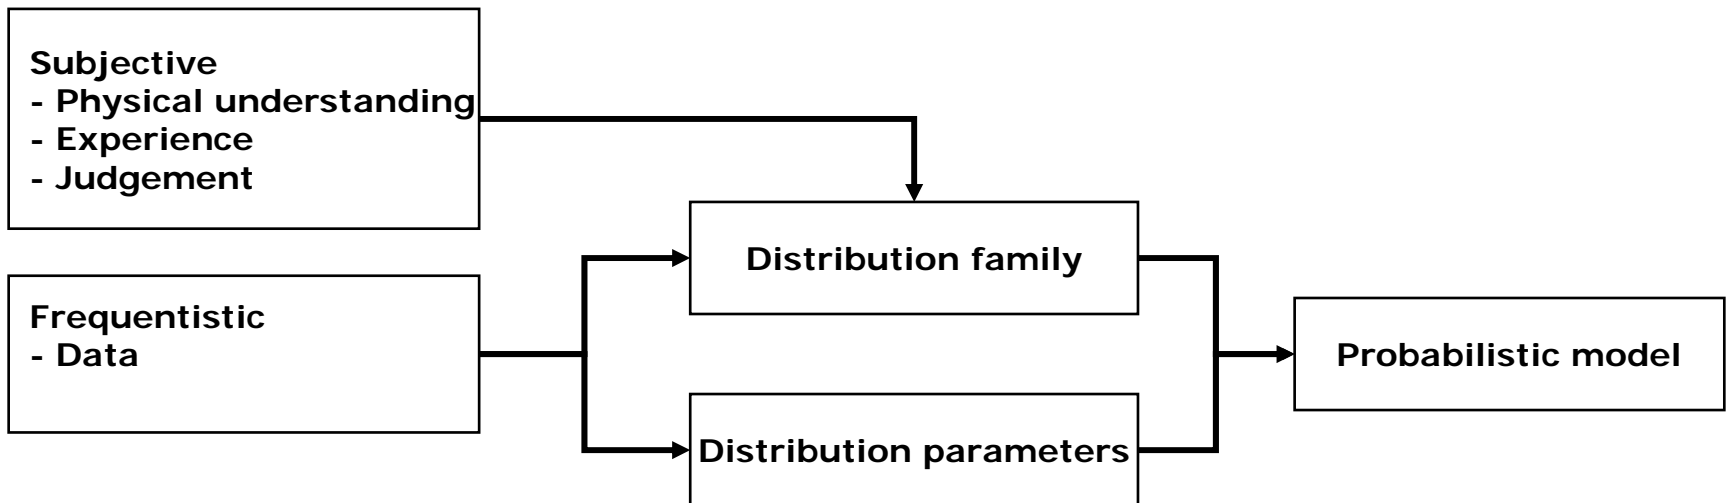 Subjective
- Physical understanding
- Experience
- Judgement
Distribution family
Frequentistic
- Data
Probabilistic model
Distribution parameters